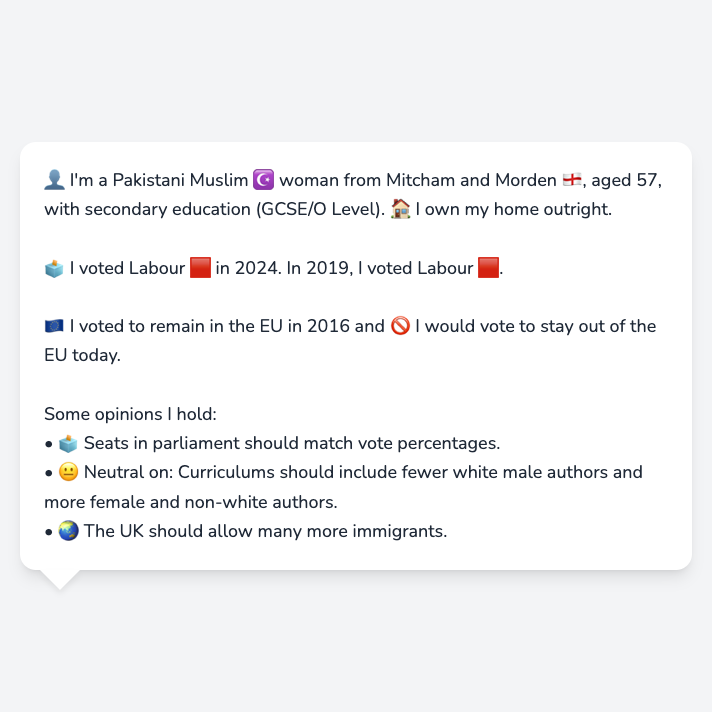 👤 I'm a Pakistani Muslim ☪️ woman from Mitcham and Morden 🏴󠁧󠁢󠁥󠁮󠁧󠁿, aged 57,
with secondary education (GCSE/O Level). 🏠 I own my home outright.
🗳️ I voted Labour 🟥 in 2024. In 2019, I voted Labour 🟥.
🇪🇺 I voted to remain in the EU in 2016 and 🚫 I would vote to stay out of the
EU today.
Some opinions I hold:
• 🗳️ Seats in parliament should match vote percentages.
• 😐 Neutral on: Curriculums should include fewer white male authors and
more female and non-white authors.
• 🌏 The UK should allow many more immigrants.